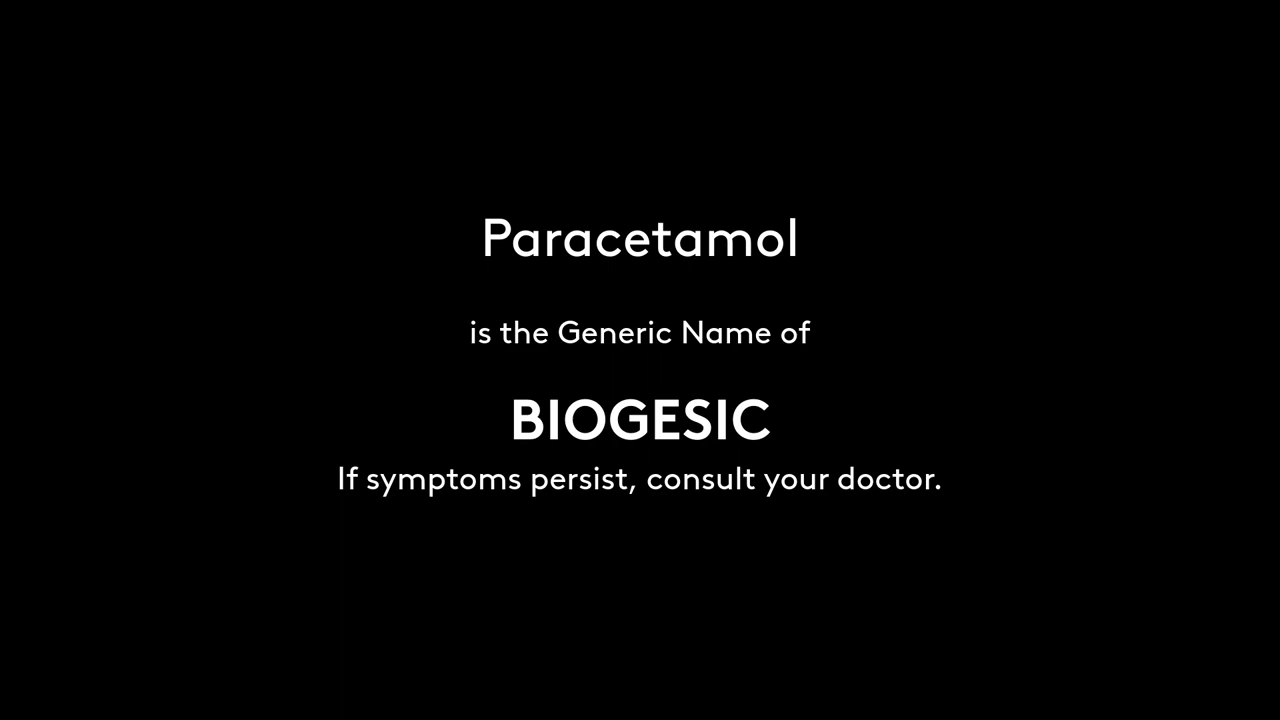 Paracetamol
is the Generic Name of
BIOGESIC
If symptoms persist, consult your doctor.